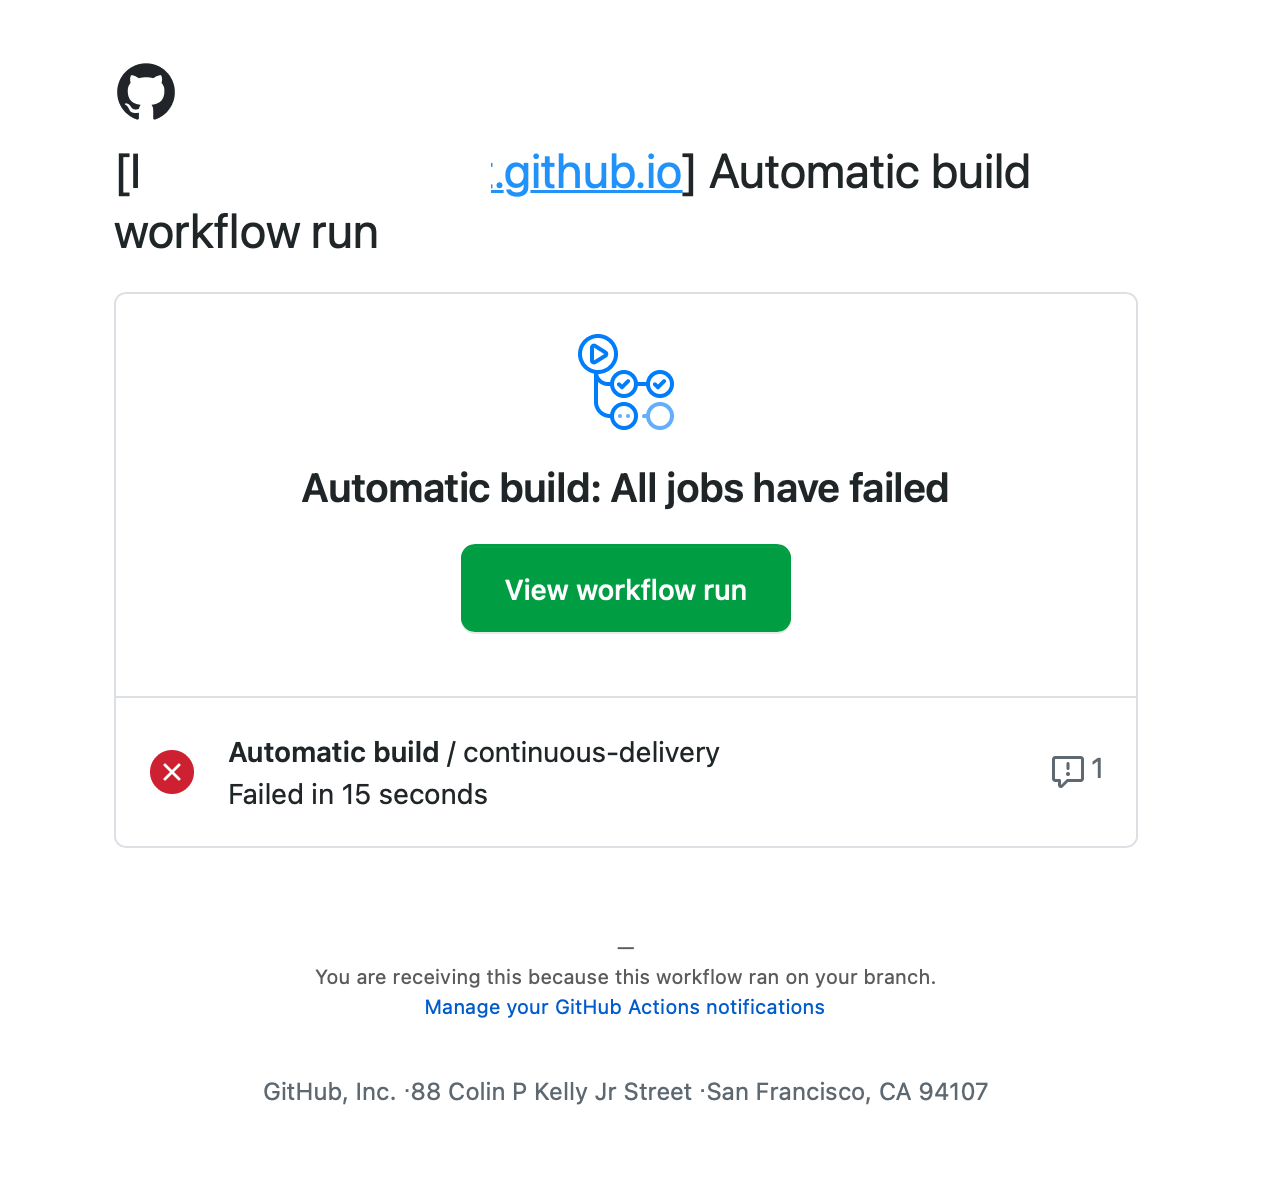 [I t.github.io] Automatic build
workflow run
Automatic build: All jobs have failed
View workflow run
Automatic build / continuous-delivery
Failed in 15 seconds
1
—
You are receiving this because this workflow ran on your branch.
Manage your GitHub Actions notifications
GitHub, Inc. ·88 Colin P Kelly Jr Street ·San Francisco, CA 94107